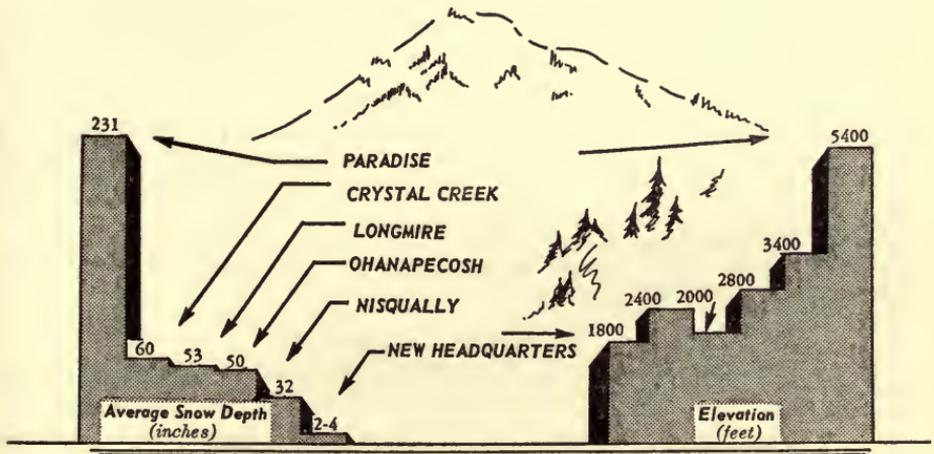 231
5400
PARADISE
CRYSTAL CREEK
LONGMIRE
3400
OHANAPECOSH
2800
NISQUALLY
2400
2000
1800
60
53
50
NEW HEADQUARTERS
32
2-4
Average Snow Depth
(inches)
Elevation
(feet)